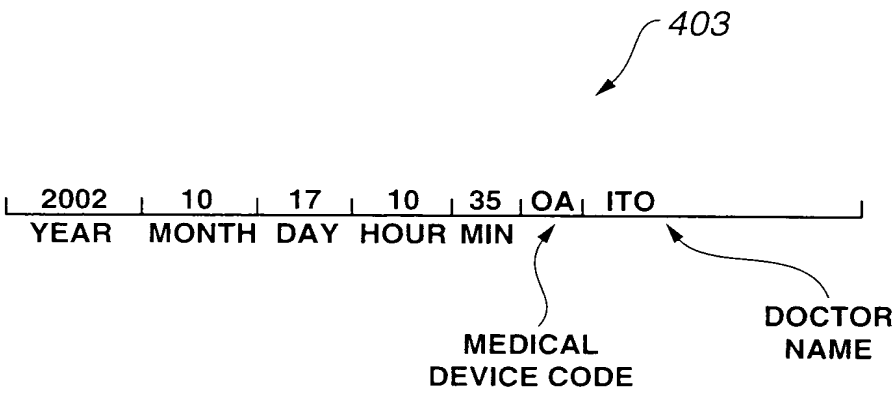 403
2002 10 17 10 35 OA ITO
YEAR MONTH DAY HOUR MIN
MEDICAL
DEVICE CODE
DOCTOR
NAME